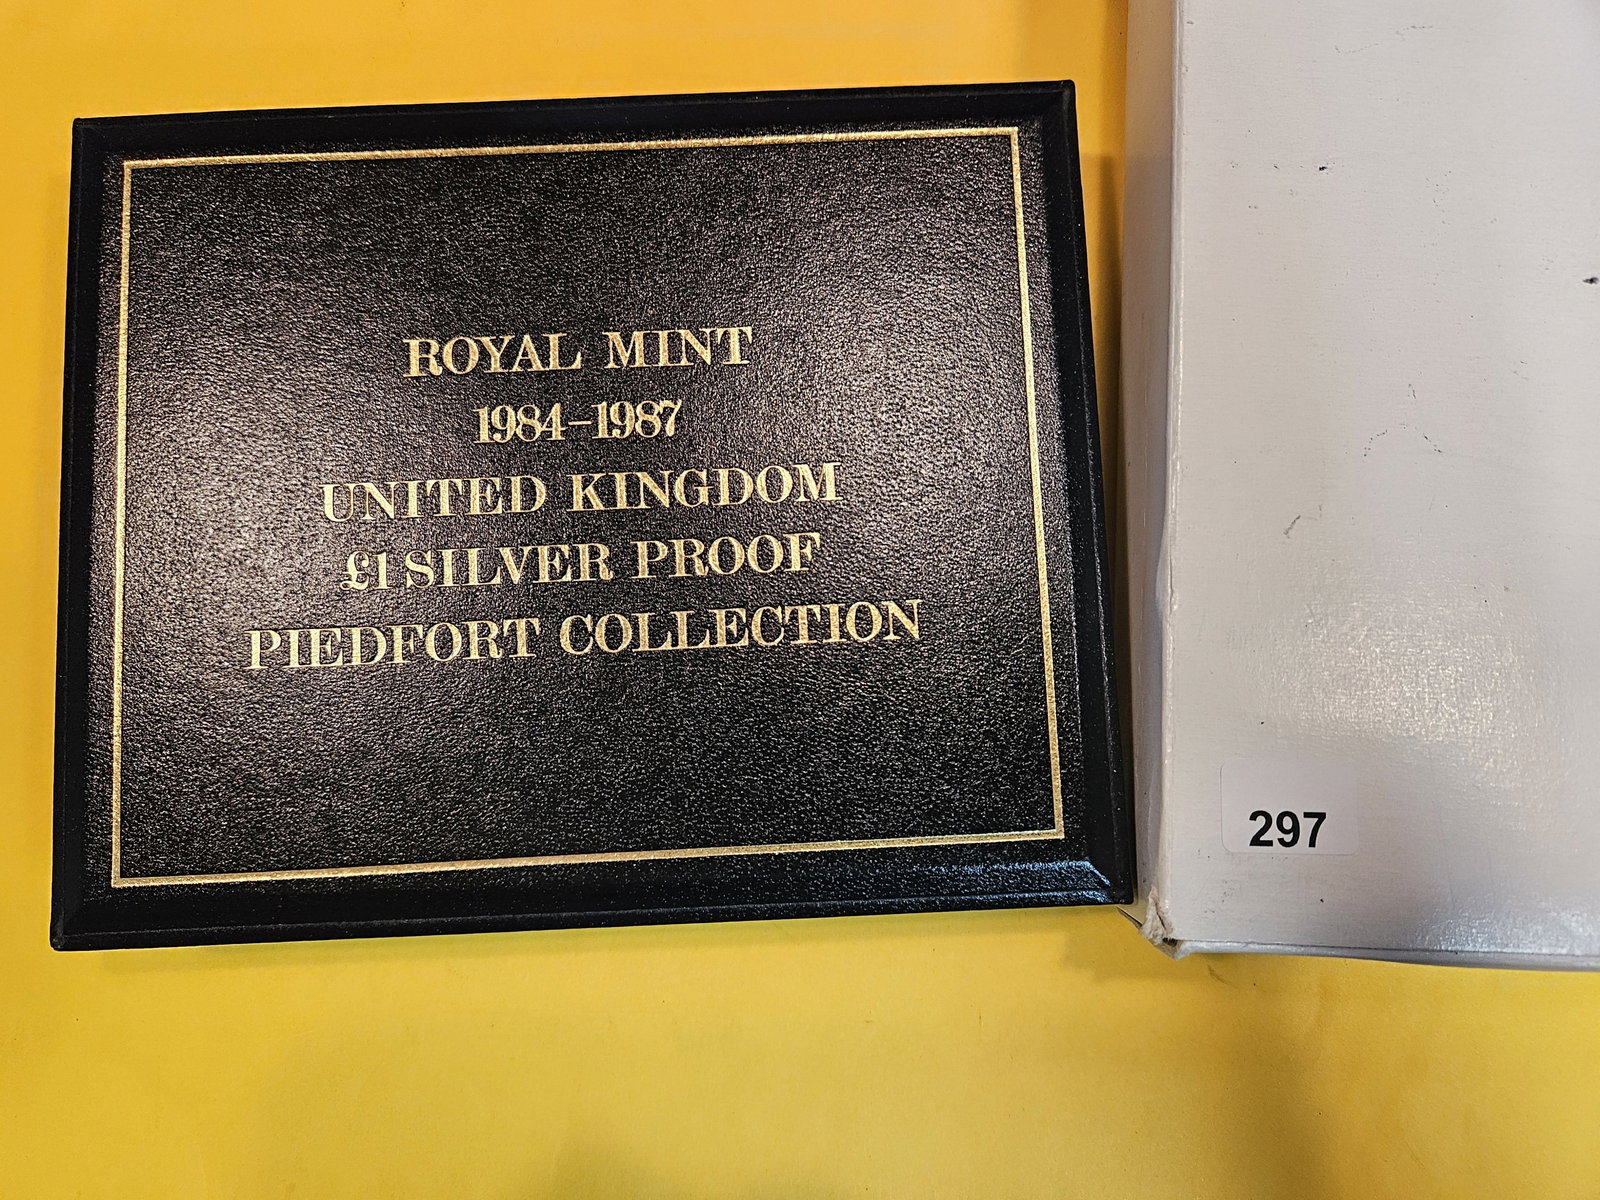 ROYAL MINT
1984-1987
UNITED KINGDOM
£1 SILVER PROOF
PIEDFORT COLLECTION
297